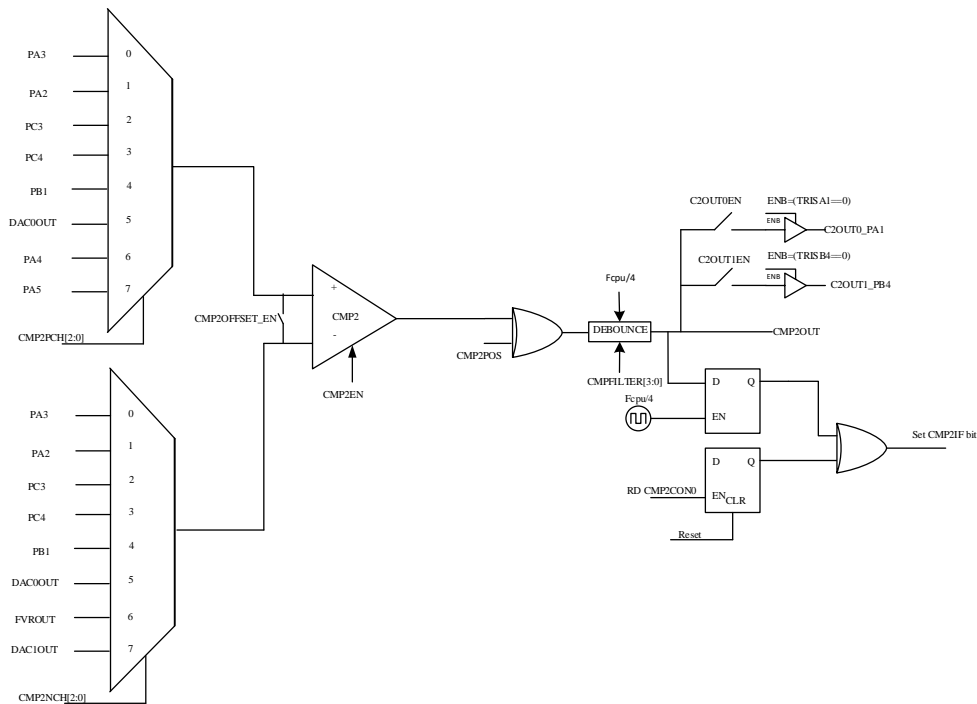 PA3
0
PA2
1
PC3
2
PC4
3
PB1
4
DAC0OUT
5
PA4
6
PA5
7
CMP2PCH[2:0]
CMP2OFFSET_EN
+
CMP2
-
CMP2EN
CMP2POS
Fcpu/4
DEBOUNCE
CMPFILTER[3:0]
C2OUT0EN
ENB=(TRISA1==0)
ENB
C2OUT0_PA1
C2OUT1EN
ENB=(TRISB4==0)
ENB
C2OUT1_PB4
CMP2OUT
Fcpu/4
D
Q
EN
Set CMP2IF bit
D
Q
RD CMP2CON0
EN
CLR
Reset
PA3
0
PA2
1
PC3
2
PC4
3
PB1
4
DAC0OUT
5
FVROUT
6
DAC1OUT
7
CMP2NCH[2:0]